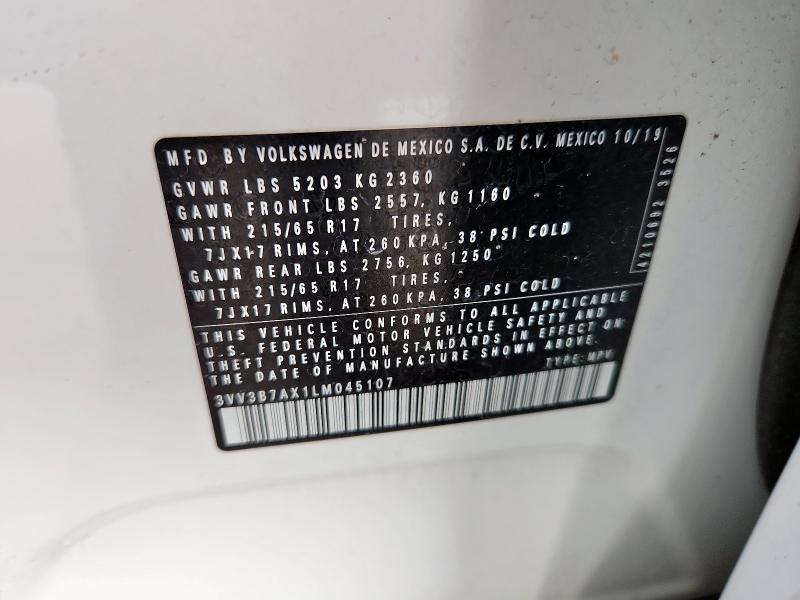 MFD BY VOLKSWAGEN DE MEXICO S.A. DE C.V. MEXICO 10/19
GVWR LBS 5203 KG 2360
GAWR FRONT LBS 2557, KG 1160
WITH 215/65 R17 TIRES,
7JX17 RIMS, AT 260 KPA, 38 PSI COLD
GAWR REAR LBS 2756, KG 1250
WITH 215/65 R17 TIRES,
7JX17 RIMS, AT 260 KPA, 38 PSI COLD
THIS VEHICLE CONFORMS TO ALL APPLICABLE
U.S. FEDERAL MOTOR VEHICLE SAFETY AND
THEFT PREVENTION STANDARDS IN EFFECT ON
THE DATE OF MANUFACTURE SHOWN ABOVE.
TYPE: MPV
3VV3B7AX1LM045107
4210692 3526